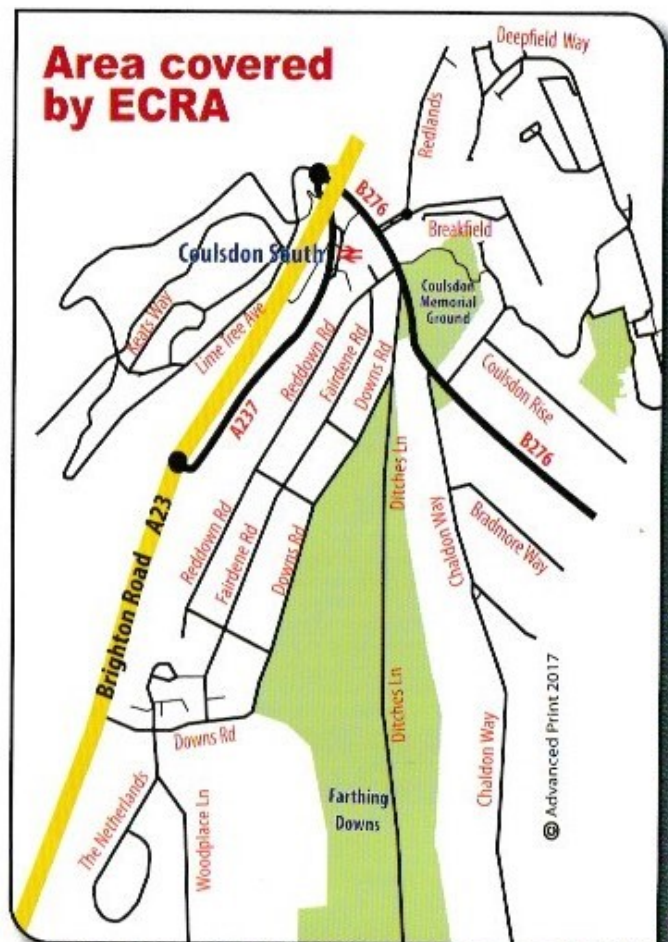 Area covered
by ECRA
Deepfield Way
Redlands
B276
Breakfield
Coulsdon South
Coulsdon
Memorial
Ground
Keats Way
Lime Tree Ave
Reddown Rd
Fairdene Rd
Downs Rd
A237
Coulsdon Rise
B276
Ditches Ln
Chaldon Way
Bradmore Way
Brighton Road A23
Reddown Rd
Fairdene Rd
Downs Rd
Ditches Ln
Chaldon Way
Downs Rd
The Netherlands
Woodplace Ln
Farthing
Downs
© Advanced Print 2017